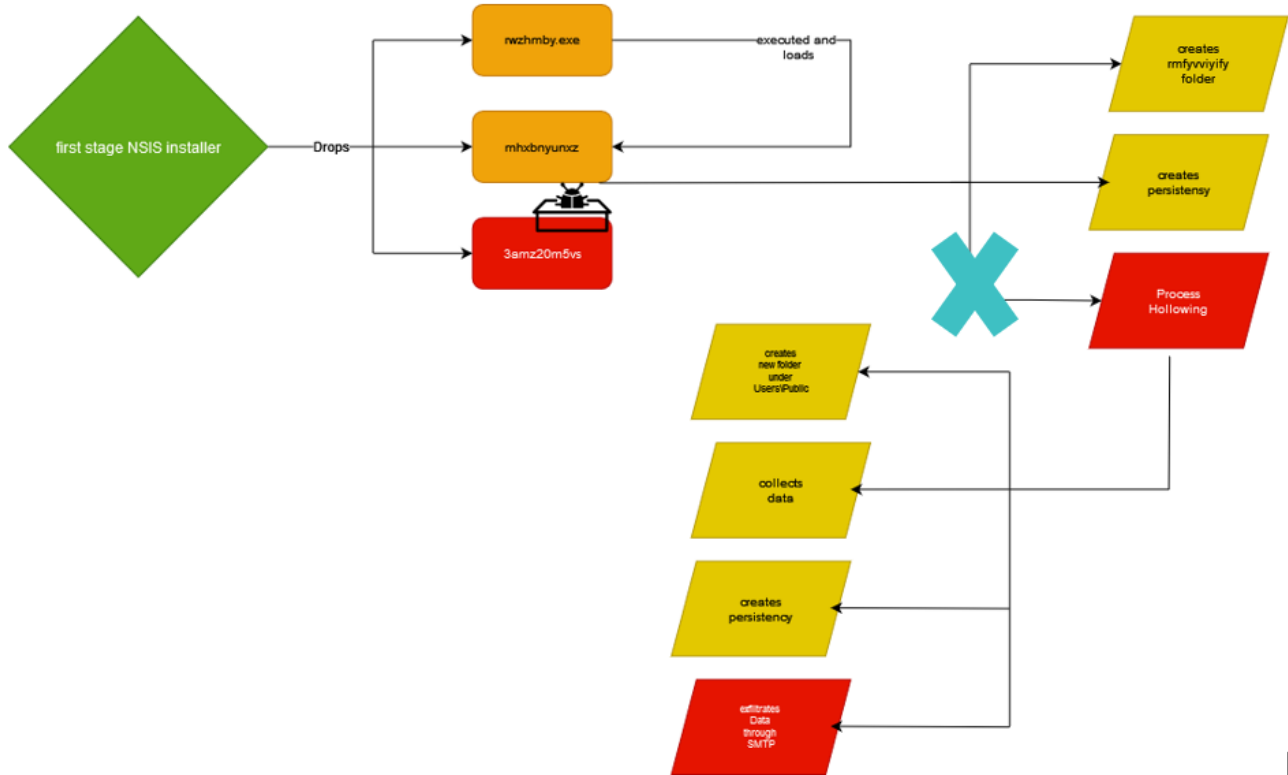 first stage NSIS installer
Drops
rwzhmby.exe
executed and
loads
mhxbnyunxz
3amz20m5vs
creates
rmfyvviyify
folder
creates
persistensy
Process
Hollowing
creates
new folder
under
Users\Public
collects
data
creates
persistency
exfiltrates
Data
through
SMTP